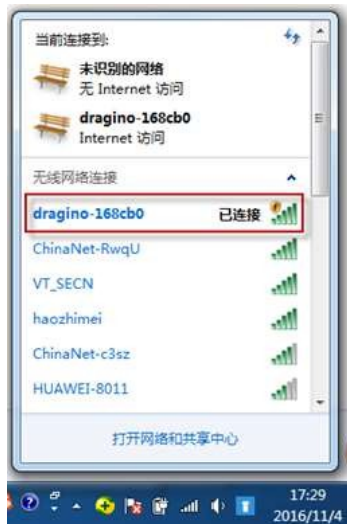 当前连接到:
未识别的网络
无 Internet 访问
dragino-168cb0
Internet 访问
无线网络连接
dragino-168cb0 已连接
ChinaNet-RwqU
VT_SECN
haozhimei
ChinaNet-c3sz
HUAWEI-8011
打开网络和共享中心
17:29
2016/11/4